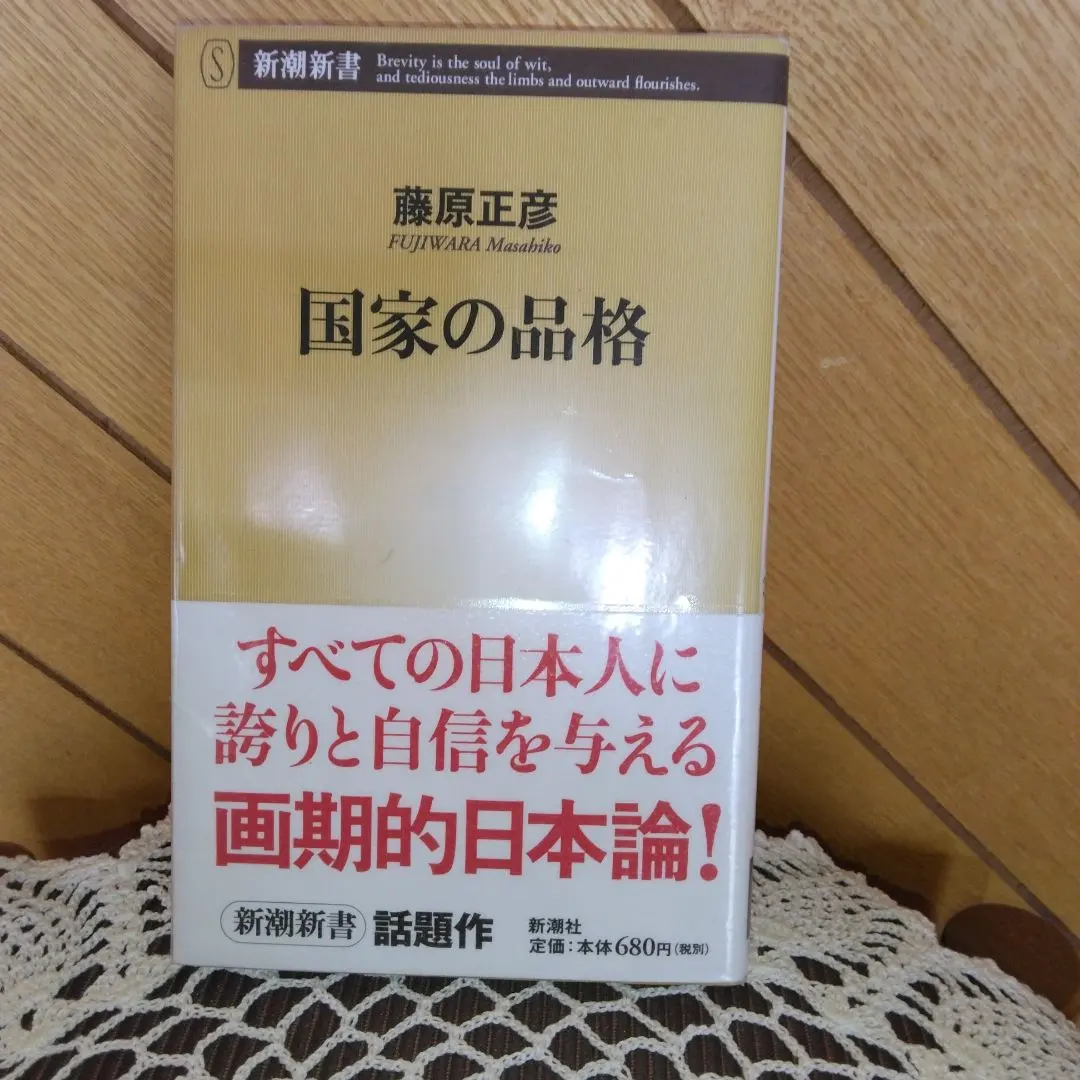 S
新潮新書
Brevity is the soul of wit,
and tediousness the limbs and outward flourishes.
藤原正彦
FUJIWARA Masahiko
国家の品格
すべての日本人に
誇りと自信を与える
画期的日本論!
新潮新書 話題作
新潮社
定価:本体680円(税別)